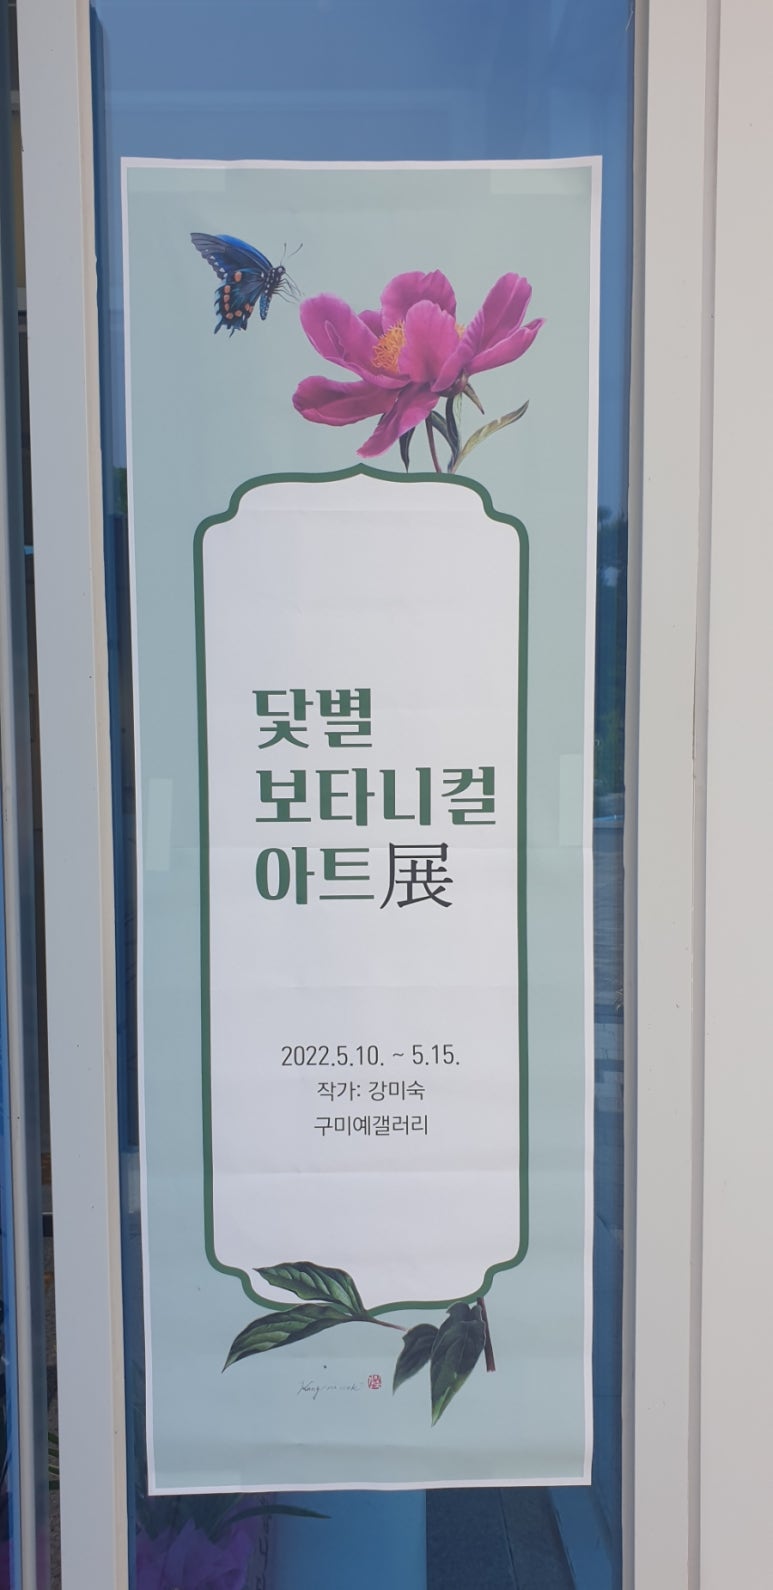 닻별
보타니컬
아트展
2022.5.10. ~ 5.15.
작가: 강미숙
구미예갤러리